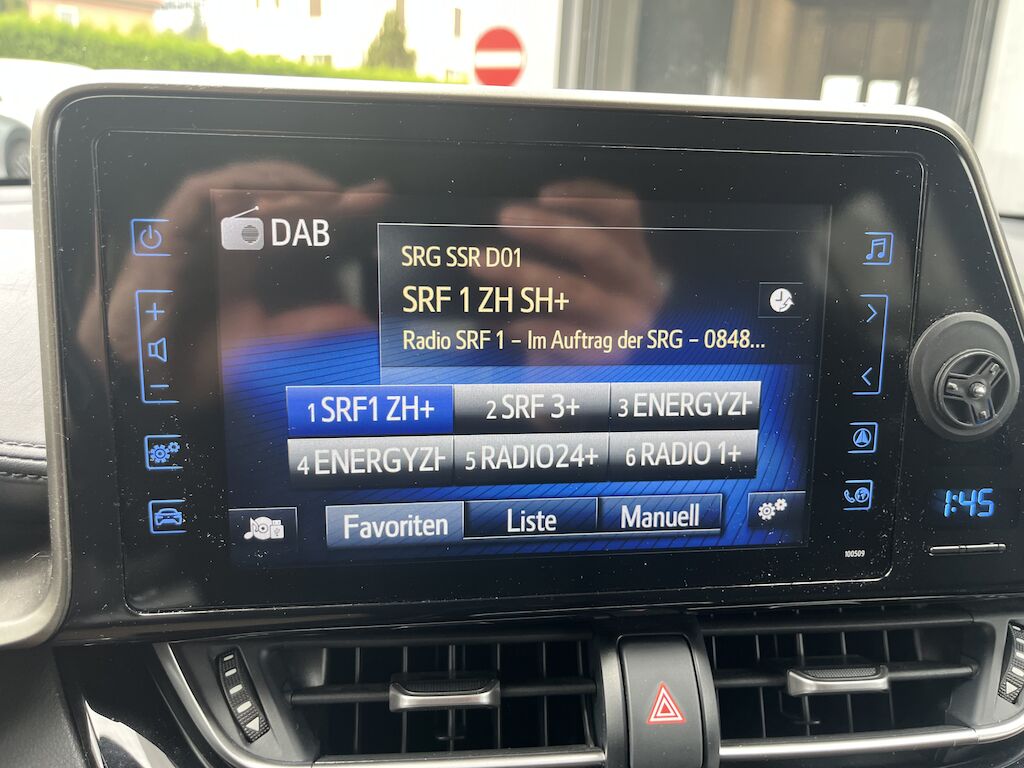 DAB
SRG SSR D01
SRF 1 ZH SH+
Radio SRF 1 – Im Auftrag der SRG – 0848...
1 SRF1 ZH+
2 SRF 3+
3 ENERGYZH
4 ENERGYZH
5 RADIO24+
6 RADIO 1+
Favoriten
Liste
Manuell
100509
1:45